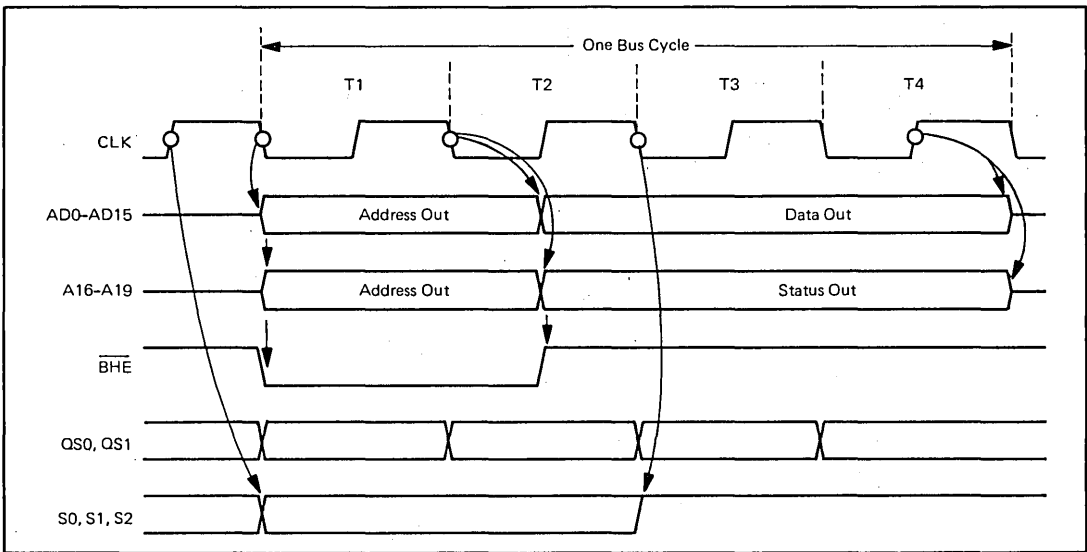 One Bus Cycle
T1 T2 T3 T4
CLK
AD0-AD15 Address Out Data Out
A16-A19 Address Out Status Out
BHE
QS0, QS1
S0, S1, S2